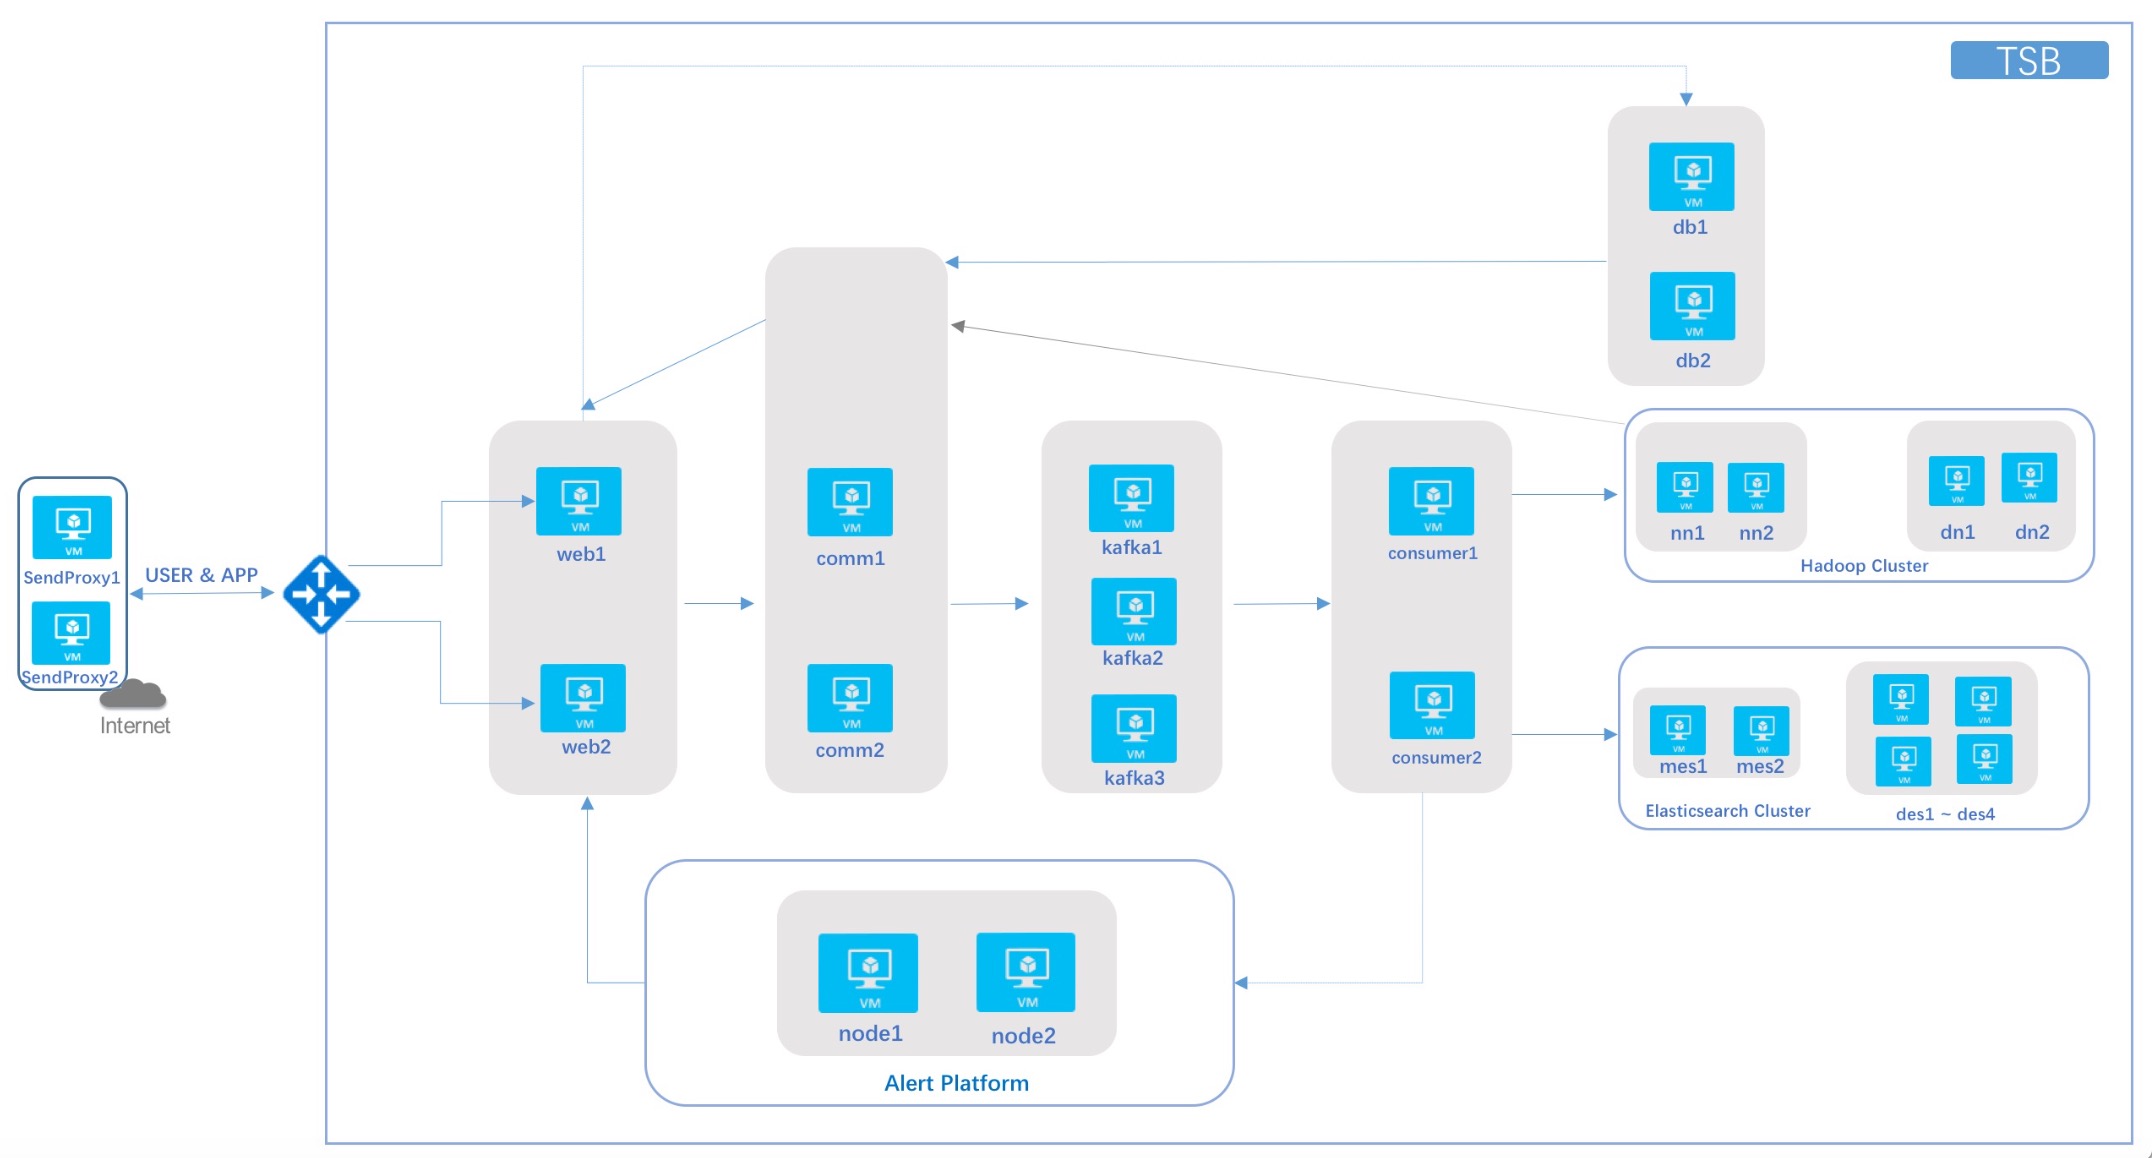 TSB
VM
db1
VM
db2
VM
SendProxy1
VM
SendProxy2
Internet
USER & APP
VM
web1
VM
web2
VM
comm1
VM
comm2
VM
kafka1
VM
kafka2
VM
kafka3
VM
consumer1
VM
consumer2
VM
VM
nn1
nn2
VM
VM
dn1
dn2
Hadoop Cluster
VM
VM
mes1
mes2
Elasticsearch Cluster
VM
VM
VM
VM
des1 ~ des4
VM
node1
VM
node2
Alert Platform